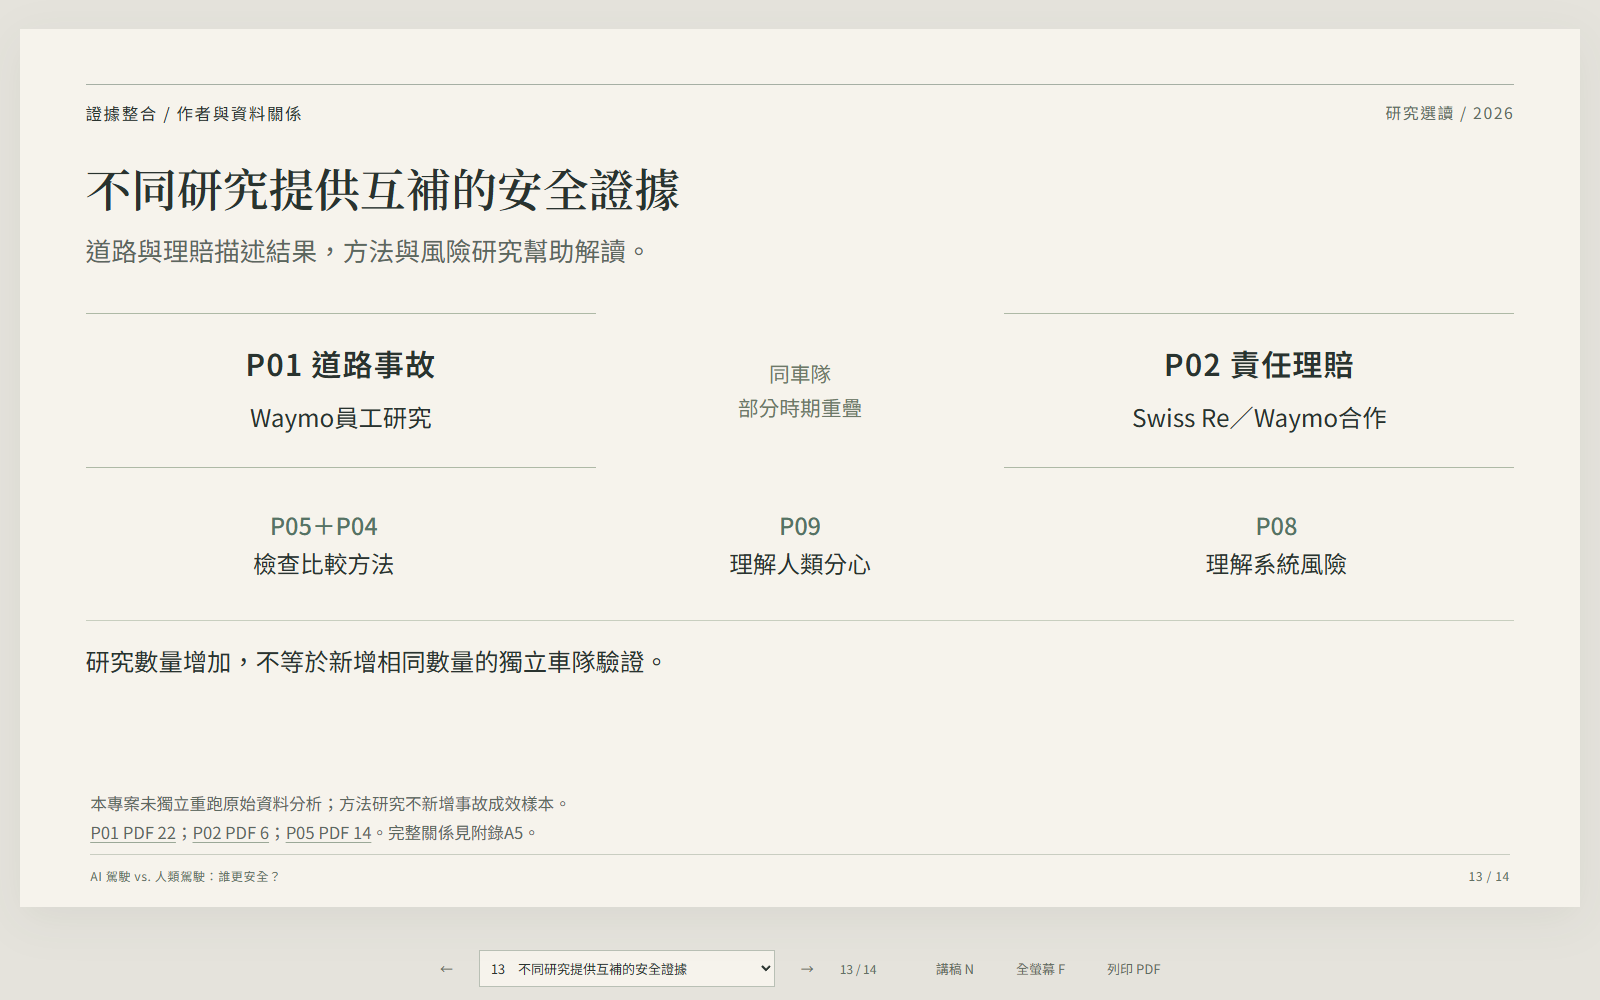 證據整合 / 作者與資料關係
研究選讀 / 2026
不同研究提供互補的安全證據
道路與理賠描述結果，方法與風險研究幫助解讀。
P01 道路事故
Waymo員工研究
同車隊
部分時期重疊
P02 責任理賠
Swiss Re／Waymo合作
P05＋P04
檢查比較方法
P09
理解人類分心
P08
理解系統風險
研究數量增加，不等於新增相同數量的獨立車隊驗證。
本專案未獨立重跑原始資料分析；方法研究不新增事故成效樣本。
P01 PDF 22；P02 PDF 6；P05 PDF 14。完整關係見附錄A5。
AI 駕駛 vs. 人類駕駛：誰更安全？
13 / 14
←
13 不同研究提供互補的安全證據
→
13 / 14
講稿 N
全螢幕 F
列印 PDF